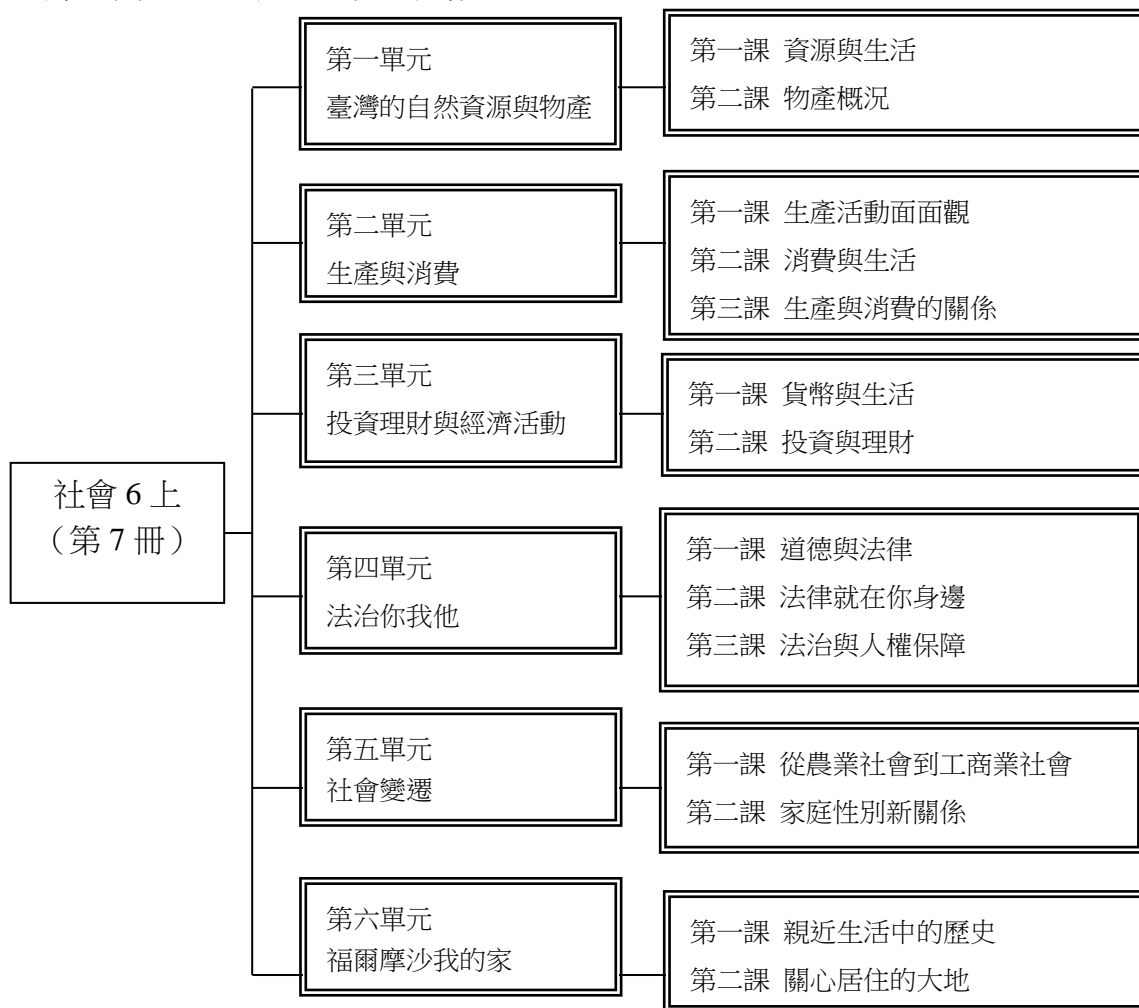 第一單元
臺灣的自然資源與物產
第一課 資源與生活
第二課 物產概況
第二單元
生產與消費
第一課 生產活動面面觀
第二課 消費與生活
第三課 生產與消費的關係
第三單元
投資理財與經濟活動
第一課 貨幣與生活
第二課 投資與理財
社會 6 上
（第 7 冊）
第四單元
法治你我他
第一課 道德與法律
第二課 法律就在你身邊
第三課 法治與人權保障
第五單元
社會變遷
第一課 從農業社會到工商業社會
第二課 家庭性別新關係
第六單元
福爾摩沙我的家
第一課 親近生活中的歷史
第二課 關心居住的大地